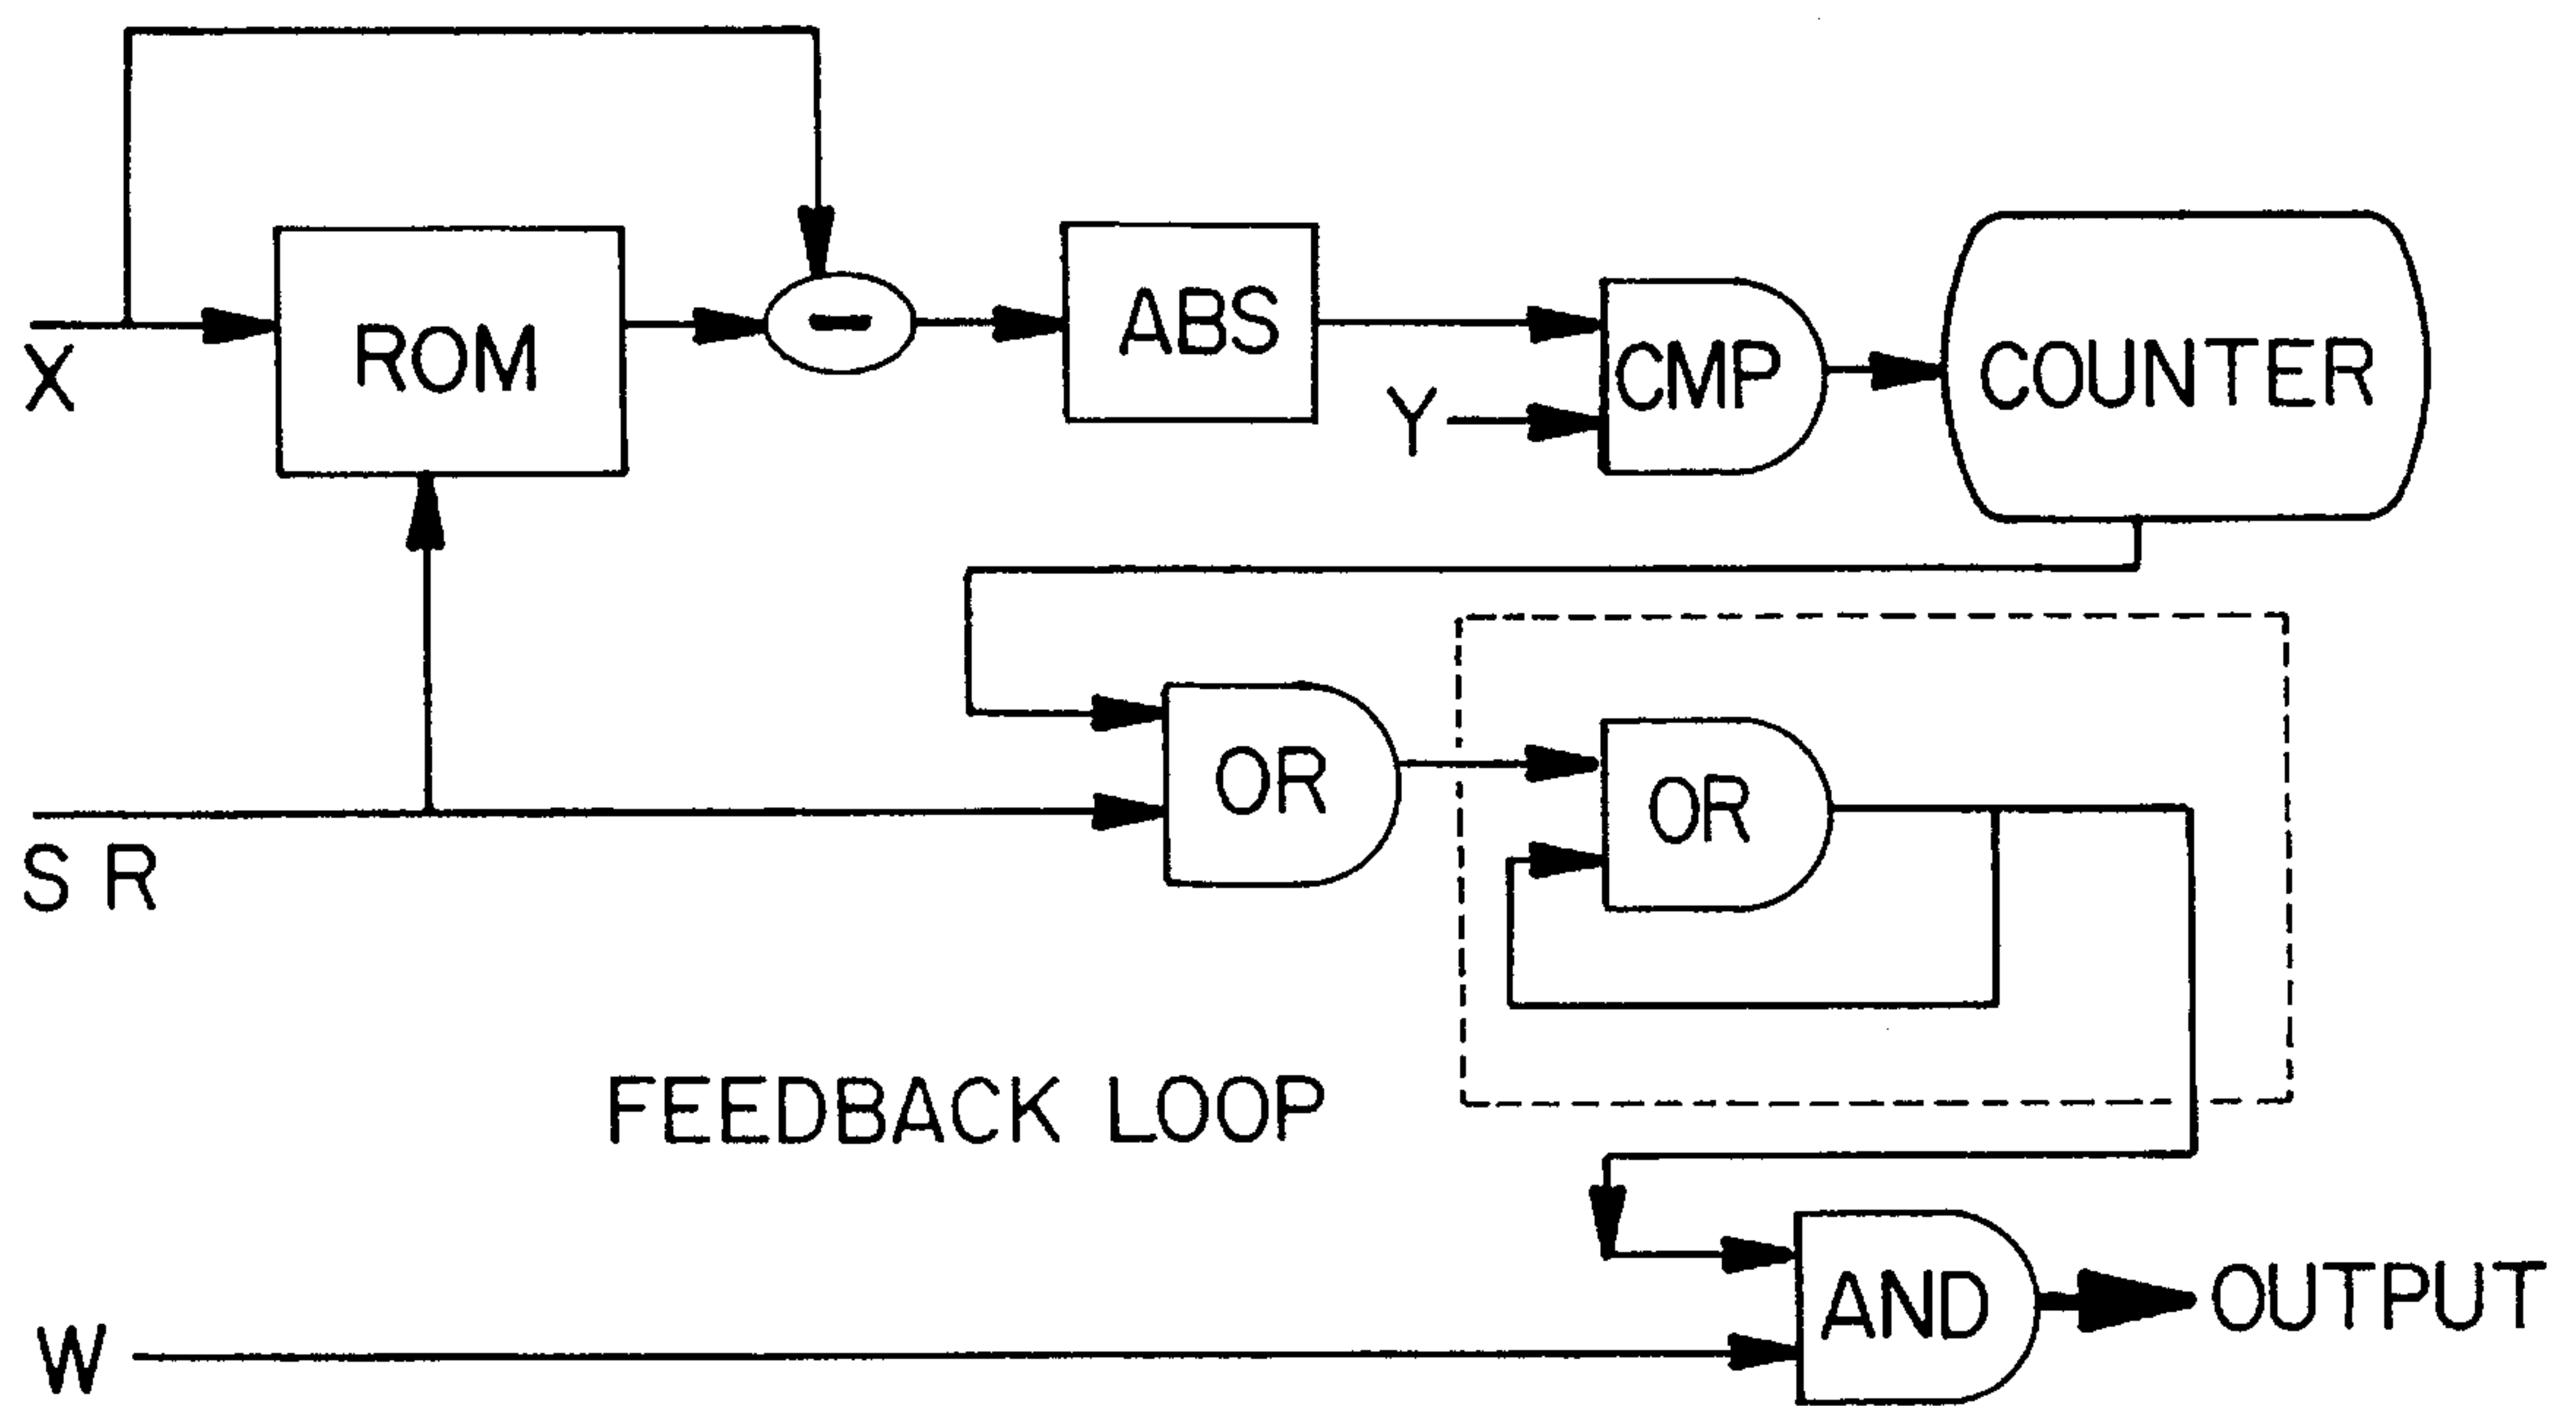 X
ROM
-
ABS
Y
CMP
COUNTER
S R
OR
OR
FEEDBACK LOOP
W
AND
OUTPUT